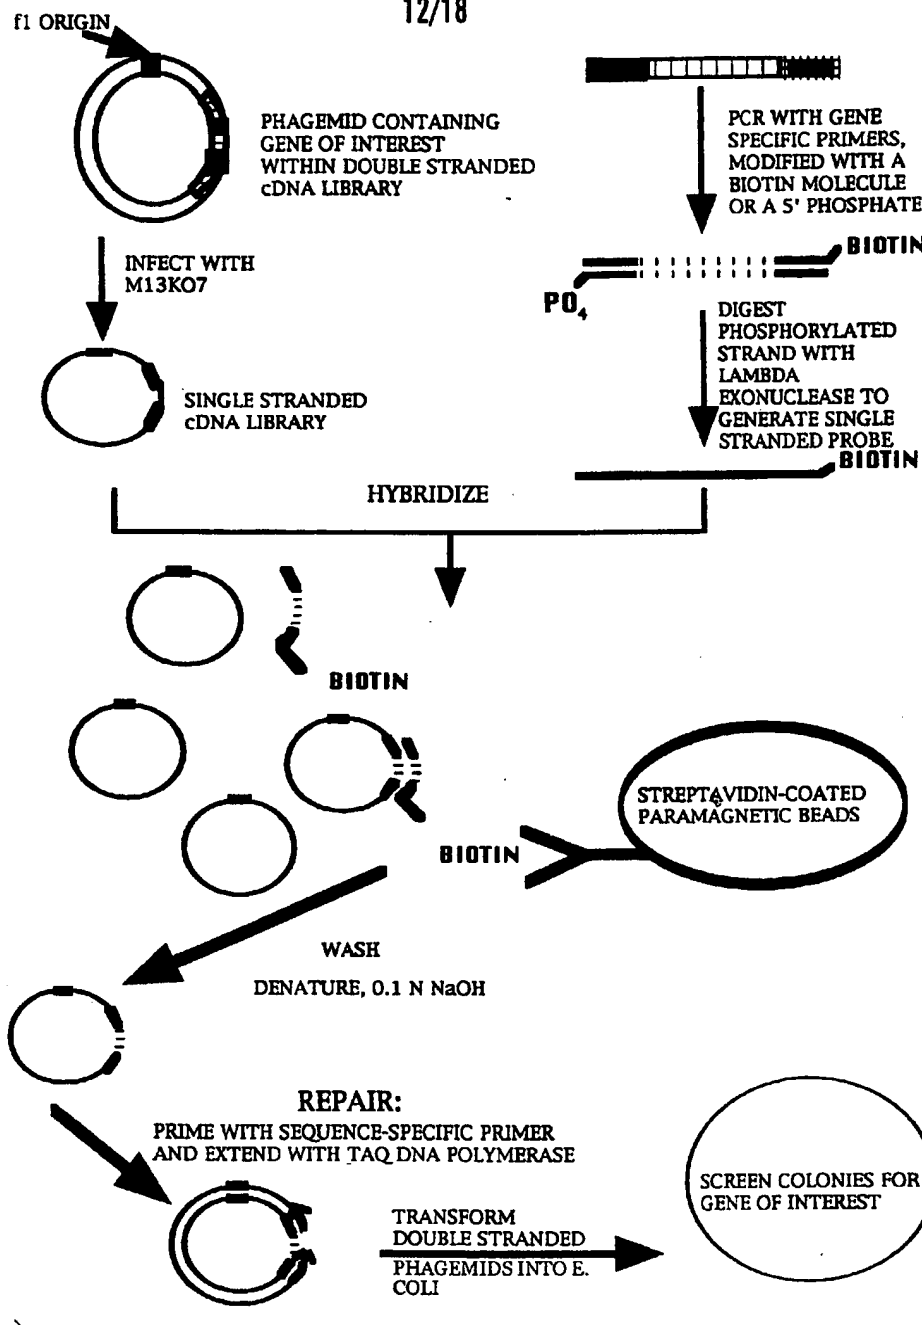 12/18
f1 ORIGIN
PHAGEMID CONTAINING
GENE OF INTEREST
WITHIN DOUBLE STRANDED
cDNA LIBRARY
INFECT WITH
M13KO7
SINGLE STRANDED
cDNA LIBRARY
PCR WITH GENE
SPECIFIC PRIMERS,
MODIFIED WITH A
BIOTIN MOLECULE
OR A 5' PHOSPHATE
BIOTIN
PO4
DIGEST
PHOSPHORYLATED
STRAND WITH
LAMBDA
EXONUCLEASE TO
GENERATE SINGLE
STRANDED PROBE
BIOTIN
HYBRIDIZE
BIOTIN
STREPTAVIDIN-COATED
PARAMAGNETIC BEADS
BIOTIN
WASH
DENATURE, 0.1 N NaOH
REPAIR:
PRIME WITH SEQUENCE-SPECIFIC PRIMER
AND EXTEND WITH TAQ DNA POLYMERASE
TRANSFORM
DOUBLE STRANDED
PHAGEMIDS INTO E.
COLI
SCREEN COLONIES FOR
GENE OF INTEREST